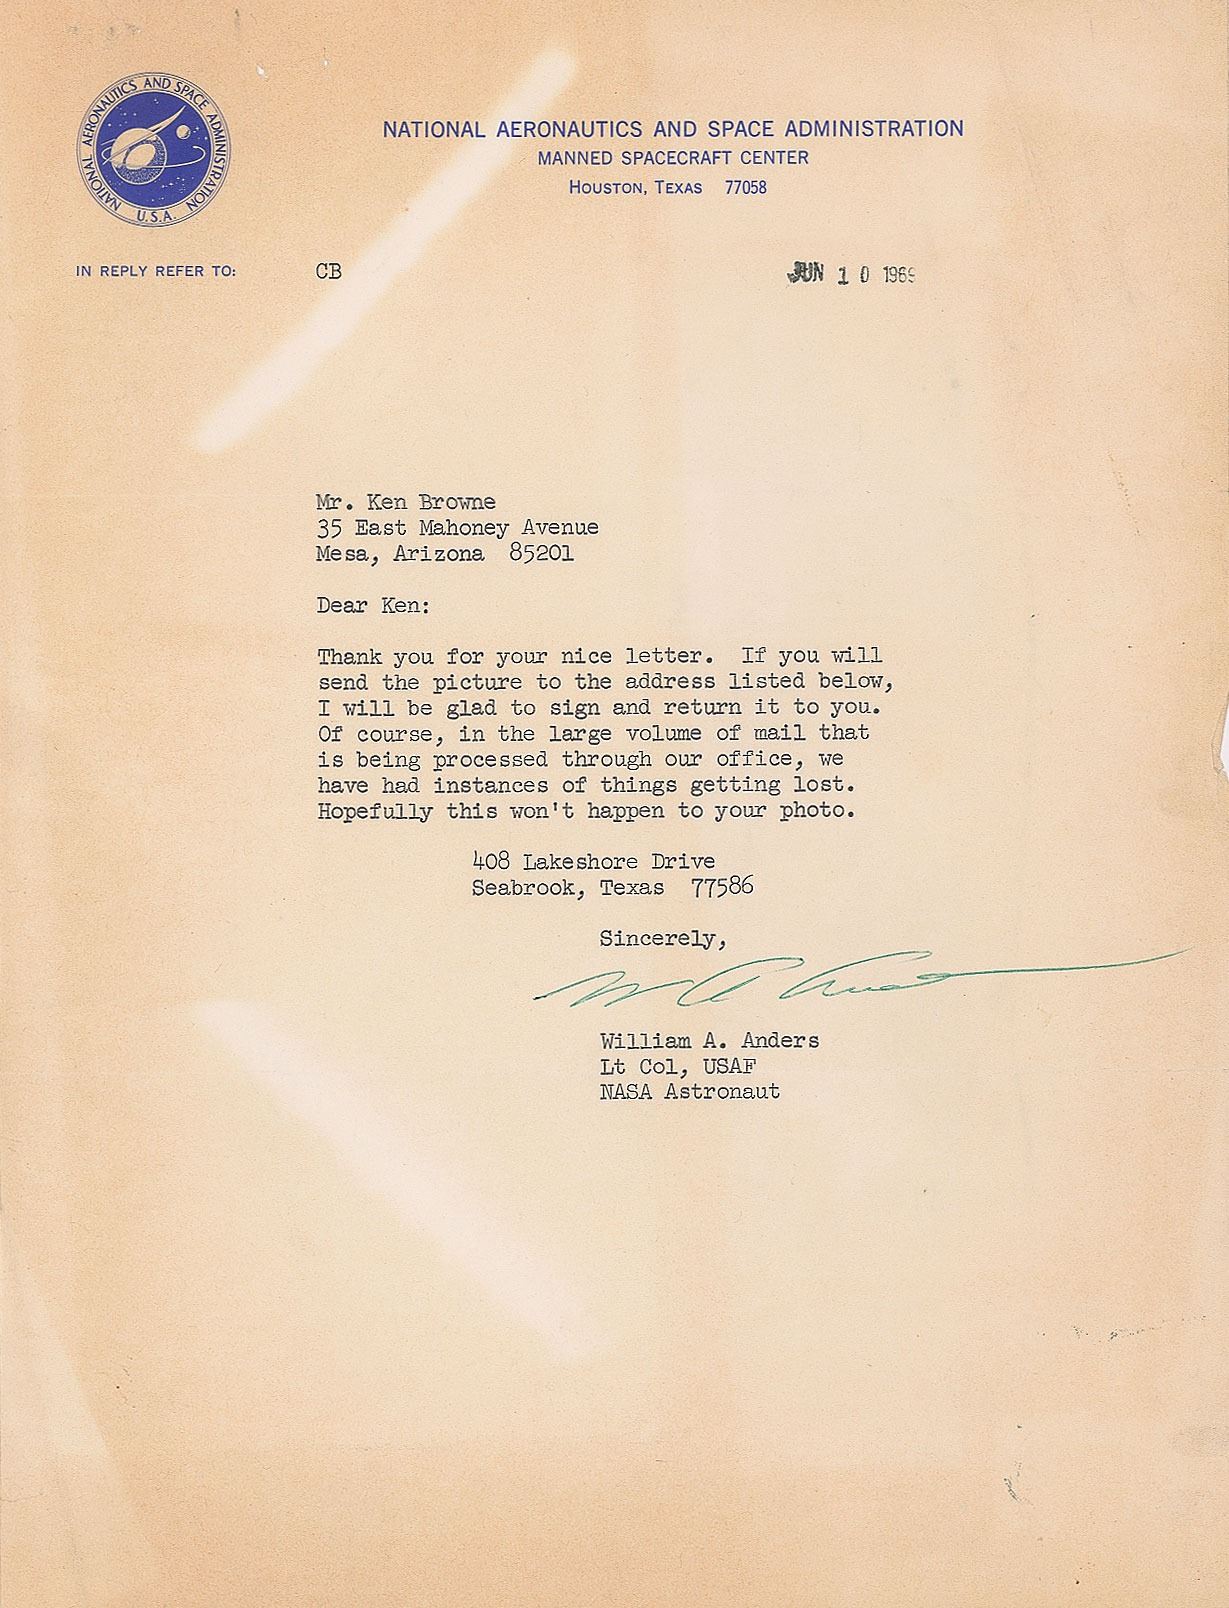 NATIONAL AERONAUTICS AND SPACE ADMINISTRATION
U.S.A.
NATIONAL AERONAUTICS AND SPACE ADMINISTRATION
MANNED SPACECRAFT CENTER
HOUSTON, TEXAS 77058
IN REPLY REFER TO: CB JUN 10 1969
Mr. Ken Browne
35 East Mahoney Avenue
Mesa, Arizona 85201
Dear Ken:
Thank you for your nice letter. If you will
send the picture to the address listed below,
I will be glad to sign and return it to you.
Of course, in the large volume of mail that
is being processed through our office, we
have had instances of things getting lost.
Hopefully this won't happen to your photo.
408 Lakeshore Drive
Seabrook, Texas 77586
Sincerely,
William A. Anders
Lt Col, USAF
NASA Astronaut